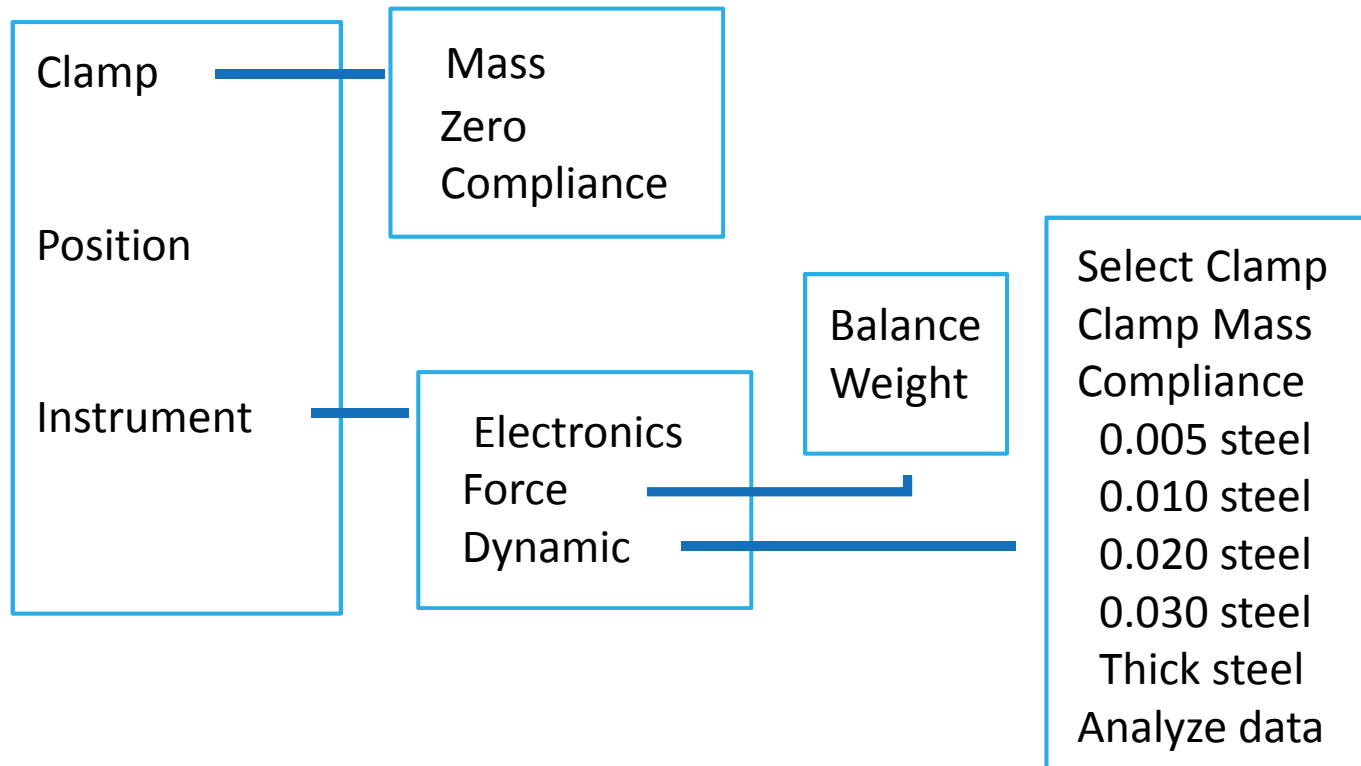 Clamp
Position
Instrument
Mass
Zero
Compliance
Electronics
Force
Dynamic
Balance
Weight
Select Clamp
Clamp Mass
Compliance
0.005 steel
0.010 steel
0.020 steel
0.030 steel
Thick steel
Analyze data